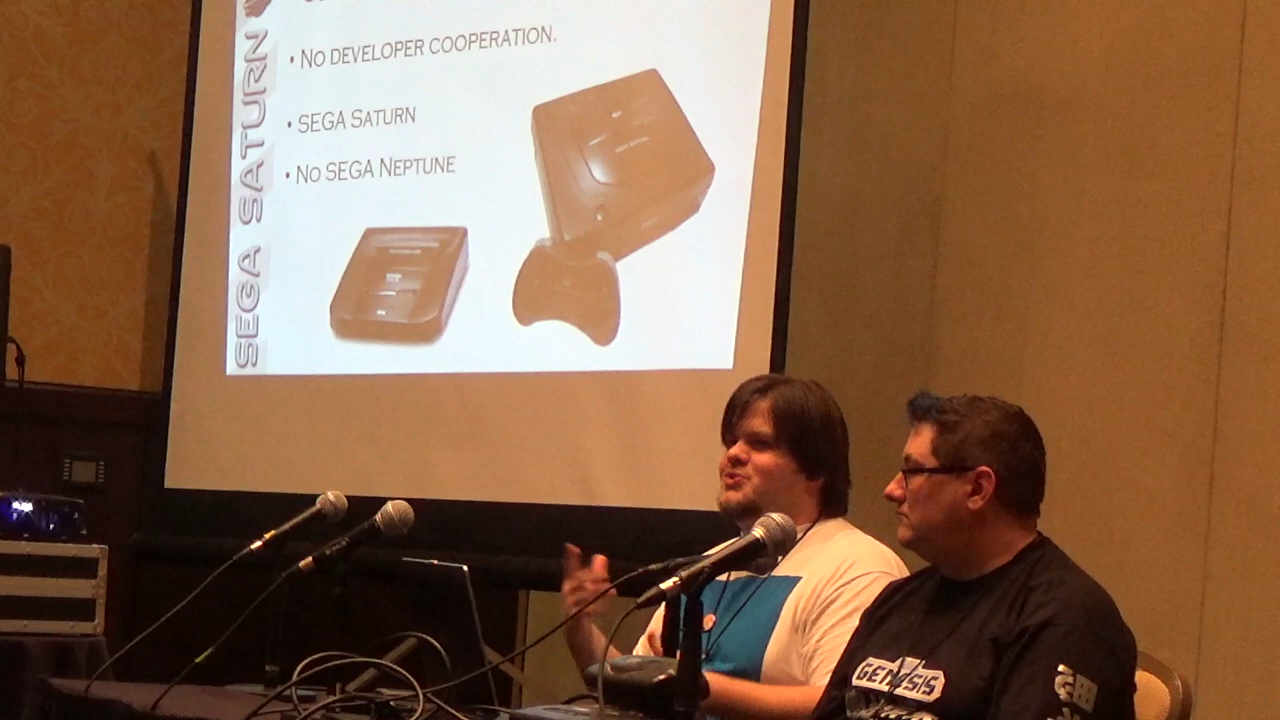 • NO DEVELOPER COOPERATION.
• SEGA SATURN
• NO SEGA NEPTUNE
SEGA SATURN
GENESIS